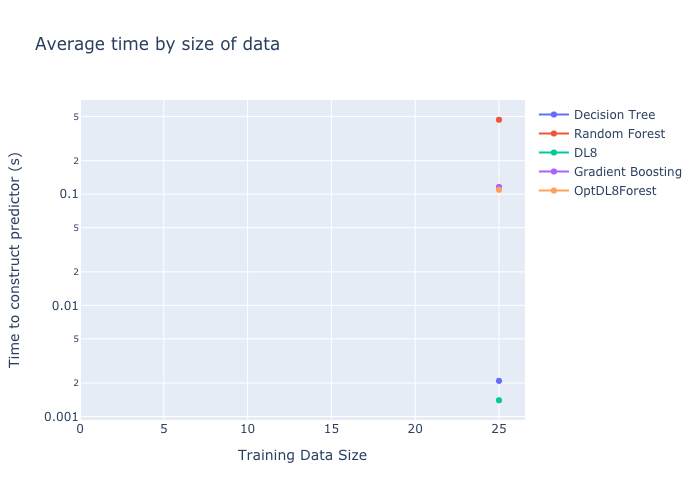 Average time by size of data
Time to construct predictor (s)
5
2
0.1
5
2
0.01
5
2
0.001
0
5
10
15
20
25
Training Data Size
Decision Tree
Random Forest
DL8
Gradient Boosting
OptDL8Forest